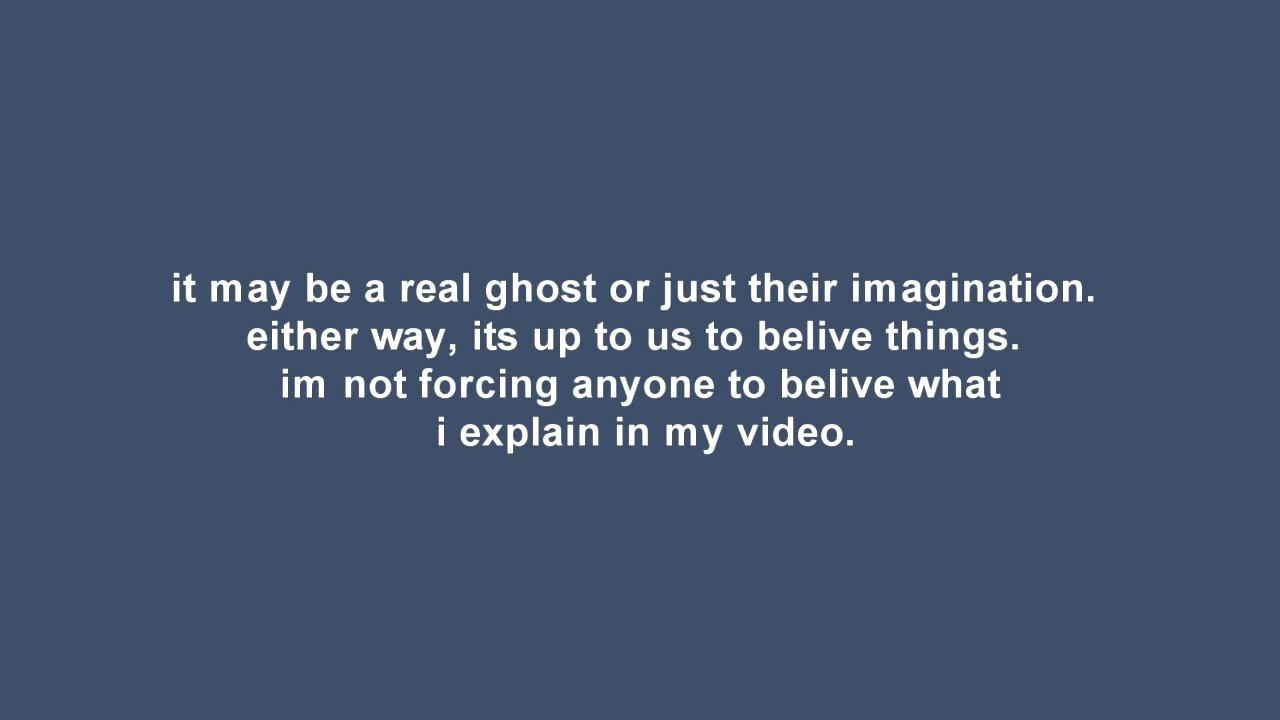 it may be a real ghost or just their imagination.
either way, its up to us to belive things.
im not forcing anyone to belive what
i explain in my video.